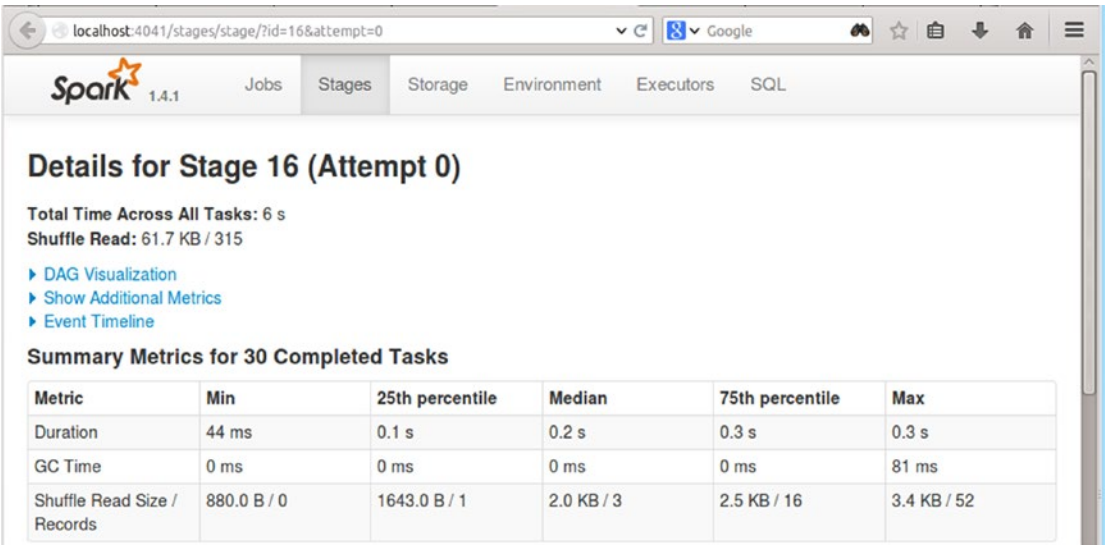 localhost:4041/stages/stage/?id=16&attempt=0
8 Google
Spark 1.4.1 Jobs Stages Storage Environment Executors SQL
Details for Stage 16 (Attempt 0)
Total Time Across All Tasks: 6 s
Shuffle Read: 61.7 KB / 315
DAG Visualization
Show Additional Metrics
Event Timeline
Summary Metrics for 30 Completed Tasks
Metric Min 25th percentile Median 75th percentile Max
Duration 44 ms 0.1 s 0.2 s 0.3 s 0.3 s
GC Time 0 ms 0 ms 0 ms 0 ms 81 ms
Shuffle Read Size / 880.0 B / 0 1643.0 B / 1 2.0 KB / 3 2.5 KB / 16 3.4 KB / 52
Records